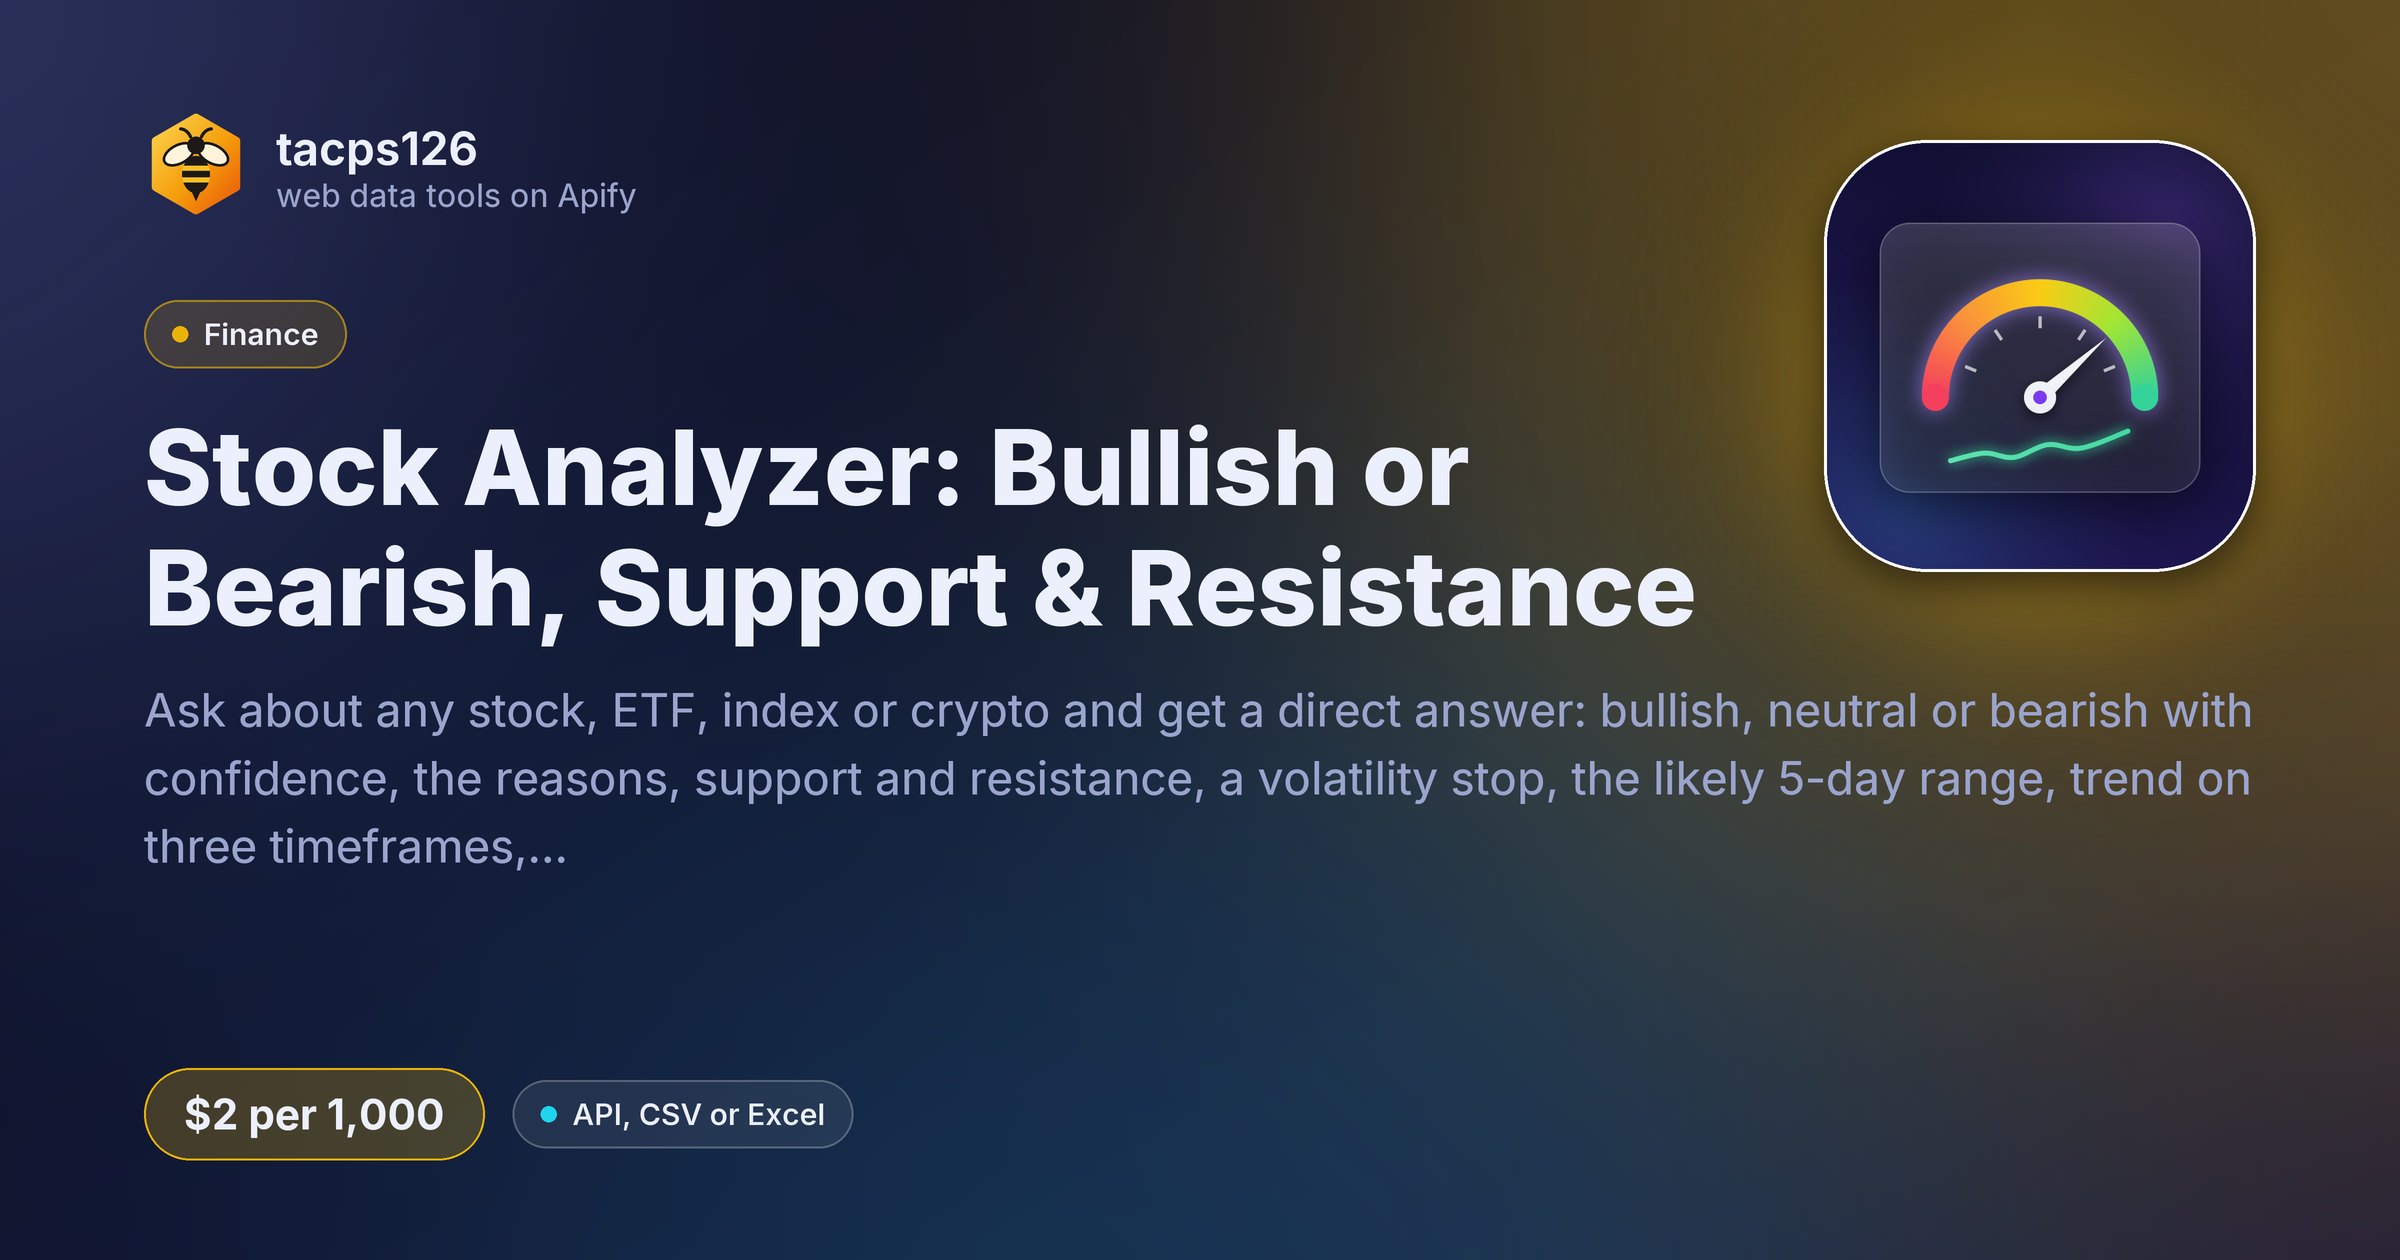 tacps126
web data tools on Apify
Finance
Stock Analyzer: Bullish or
Bearish, Support & Resistance
Ask about any stock, ETF, index or crypto and get a direct answer: bullish, neutral or bearish with
confidence, the reasons, support and resistance, a volatility stop, the likely 5-day range, trend on
three timeframes,...
$2 per 1,000
API, CSV or Excel